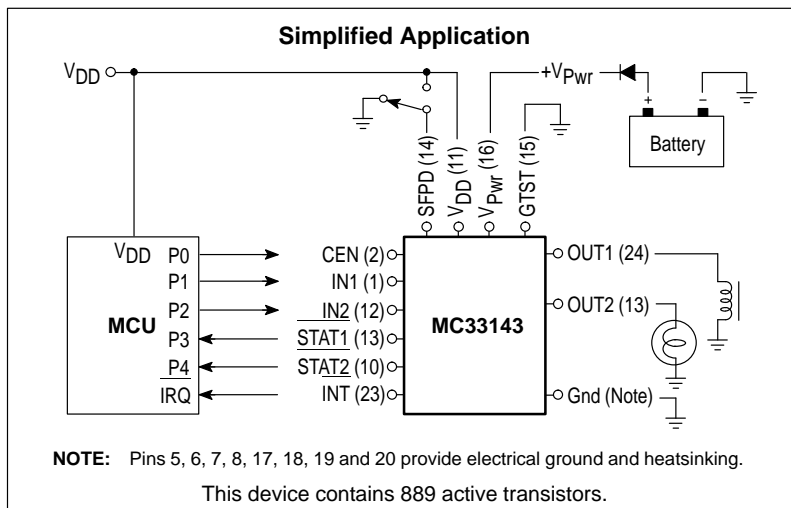 Simplified Application
VDD
+VPwr
+ −
Battery
SFPD (14)
VDD (11)
VPwr (16)
GTST (15)
VDD
MCU
P0
P1
P2
P3
P4
IRQ
CEN (2)
IN1 (1)
IN2 (12)
STAT1 (13)
STAT2 (10)
INT (23)
MC33143
OUT1 (24)
OUT2 (13)
Gnd (Note)
NOTE: Pins 5, 6, 7, 8, 17, 18, 19 and 20 provide electrical ground and heatsinking.
This device contains 889 active transistors.